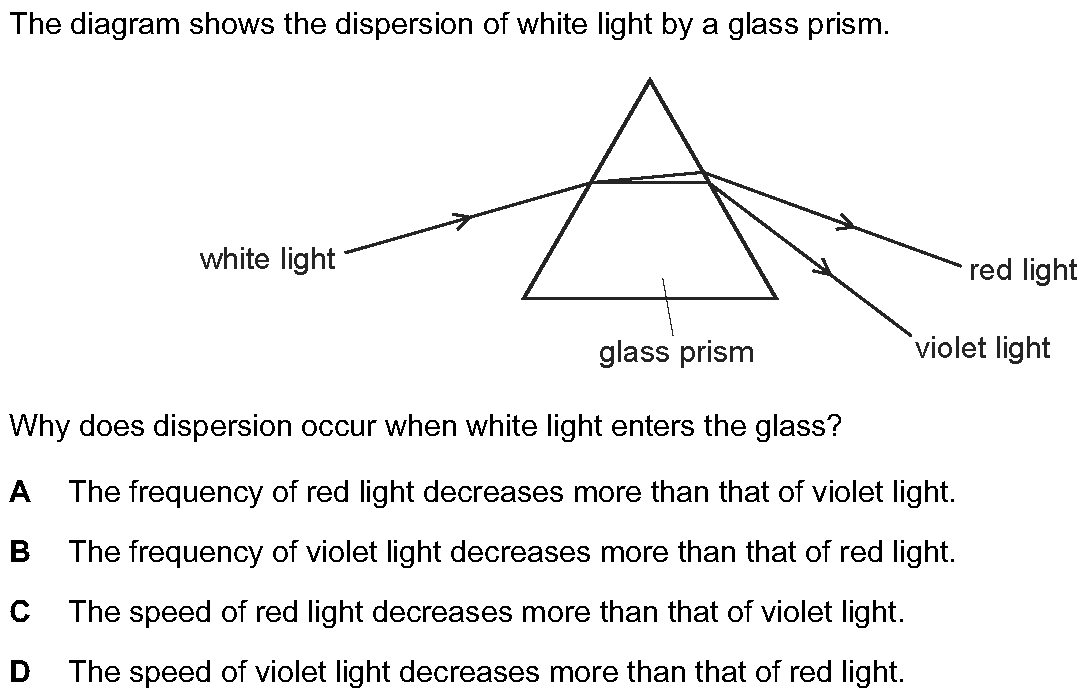 The diagram shows the dispersion of white light by a glass prism.
white light
red light
glass prism
violet light
Why does dispersion occur when white light enters the glass?
A The frequency of red light decreases more than that of violet light.
B The frequency of violet light decreases more than that of red light.
C The speed of red light decreases more than that of violet light.
D The speed of violet light decreases more than that of red light.